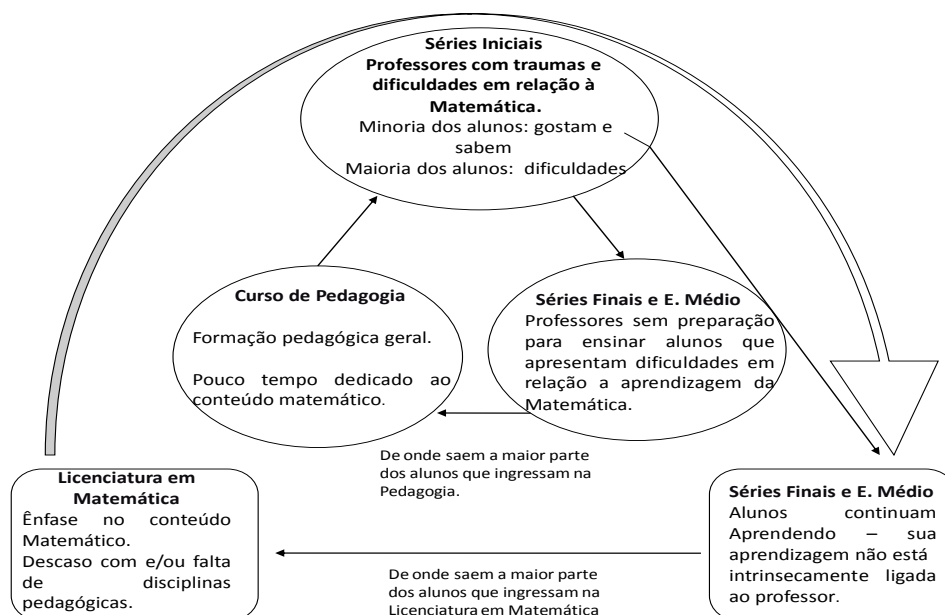 Séries Iniciais
Professores com traumas e
dificuldades em relação à
Matemática.
Minoria dos alunos: gostam e
sabem
Maioria dos alunos: dificuldades
Curso de Pedagogia
Formação pedagógica geral.
Pouco tempo dedicado ao
conteúdo matemático.
Séries Finais e E. Médio
Professores sem preparação
para ensinar alunos que
apresentam dificuldades em
relação a aprendizagem da
Matemática.
De onde saem a maior parte
dos alunos que ingressam na
Pedagogia.
Licenciatura em
Matemática
Ênfase no conteúdo
Matemático.
Descaso com e/ou falta
de disciplinas
pedagógicas.
Séries Finais e E. Médio
Alunos continuam
Aprendendo – sua
aprendizagem não está
intrinsecamente ligada
ao professor.
De onde saem a maior parte
dos alunos que ingressam na
Licenciatura em Matemática